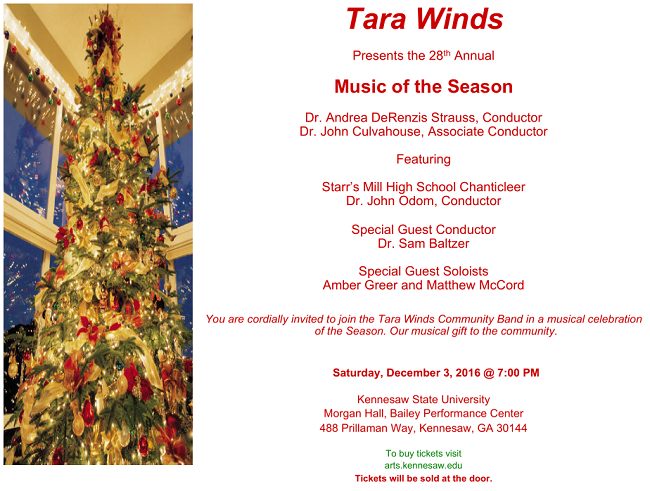 Tara Winds
Presents the 28th Annual
Music of the Season
Dr. Andrea DeRenzis Strauss, Conductor
Dr. John Culvahouse, Associate Conductor
Featuring
Starr's Mill High School Chanticleer
Dr. John Odom, Conductor
Special Guest Conductor
Dr. Sam Baltzer
Special Guest Soloists
Amber Greer and Matthew McCord
You are cordially invited to join the Tara Winds Community Band in a musical celebration
of the Season. Our musical gift to the community.
Saturday, December 3, 2016 @ 7:00 PM
Kennesaw State University
Morgan Hall, Bailey Performance Center
488 Prillaman Way, Kennesaw, GA 30144
To buy tickets visit
arts.kennesaw.edu
Tickets will be sold at the door.